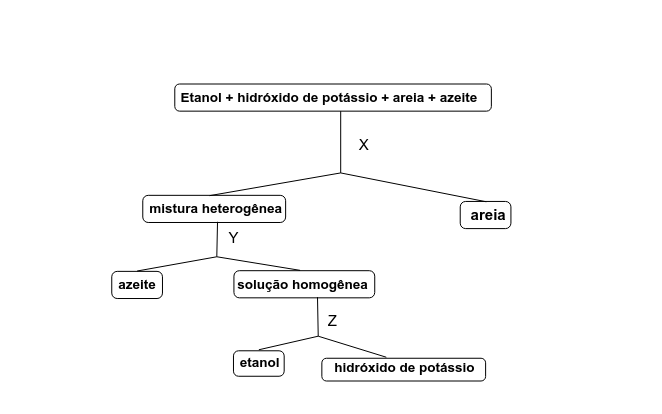 Etanol + hidróxido de potássio + areia + azeite
X
mistura heterogênea
areia
Y
azeite
solução homogênea
Z
etanol
hidróxido de potássio